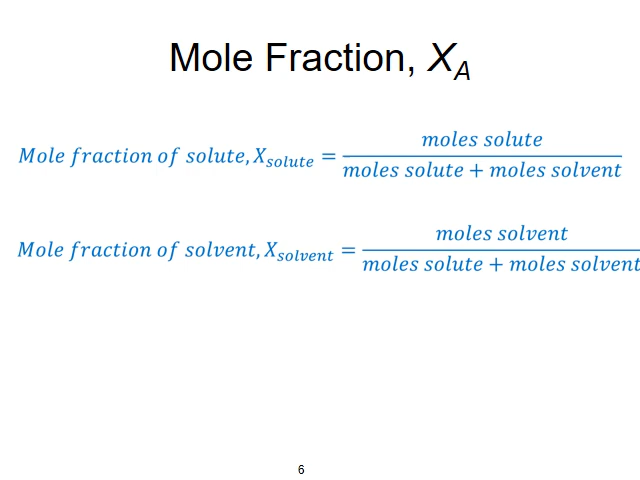 Mole Fraction, X_A
Mole fraction of solute, X_solute = moles solute / moles solute + moles solvent
Mole fraction of solvent, X_solvent = moles solvent / moles solute + moles solvent
6